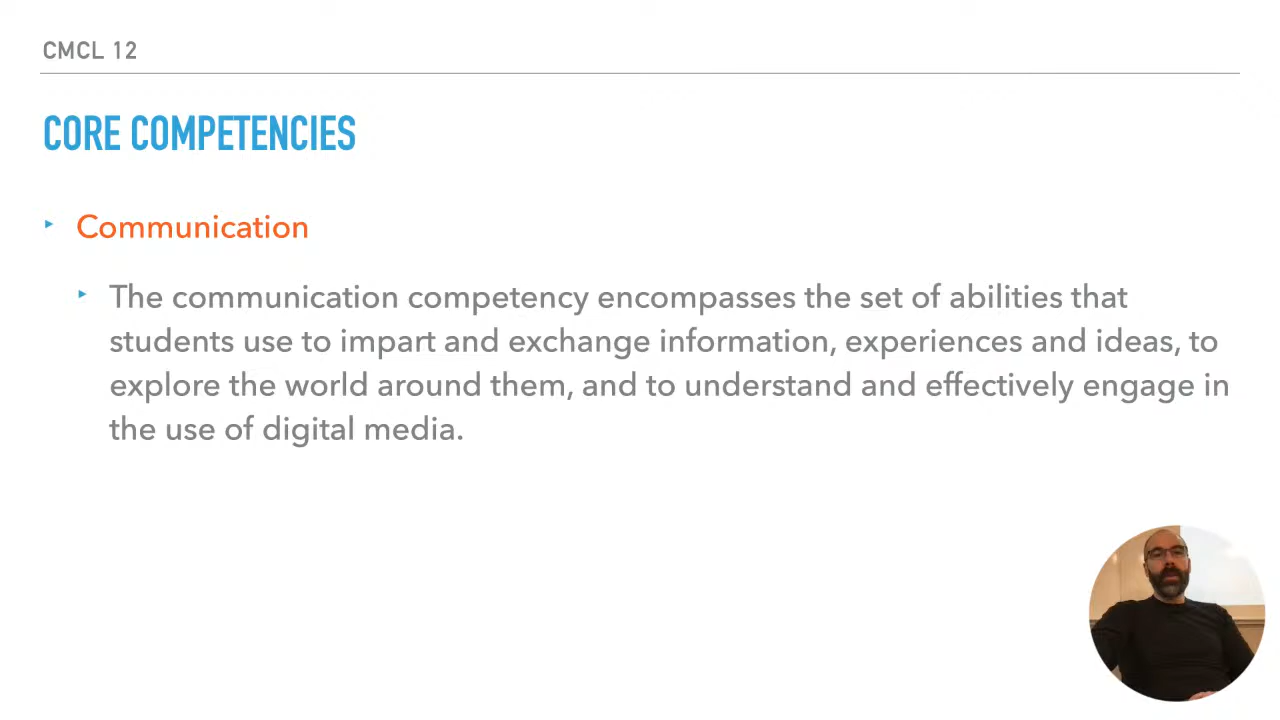 CMCL 12
CORE COMPETENCIES
Communication
The communication competency encompasses the set of abilities that
students use to impart and exchange information, experiences and ideas, to
explore the world around them, and to understand and effectively engage in
the use of digital media.